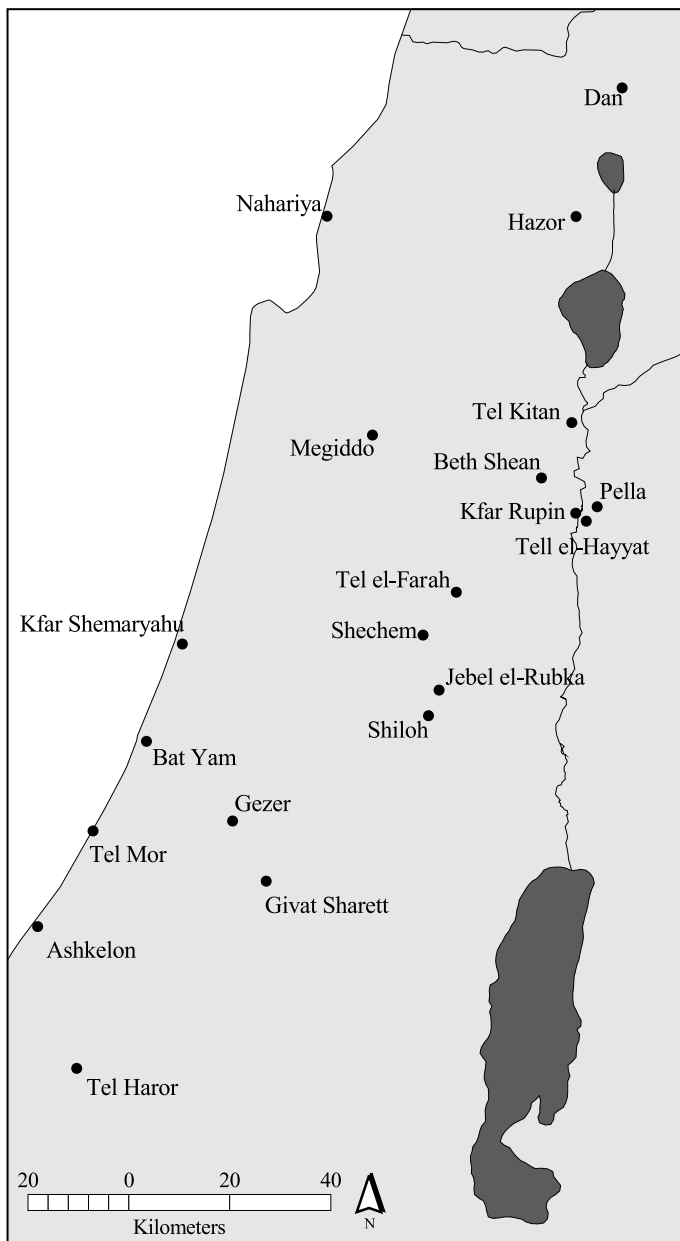 Dan
Nahariya
Hazor
Tel Kitan
Megiddo
Beth Shean
Pella
Kfar Rupin
Tell el-Hayyat
Tel el-Farah
Kfar Shemaryahu
Shechem
Jebel el-Rubka
Shiloh
Bat Yam
Gezer
Tel Mor
Givat Sharett
Ashkelon
Tel Haror
20 0 20 40
Kilometers
N